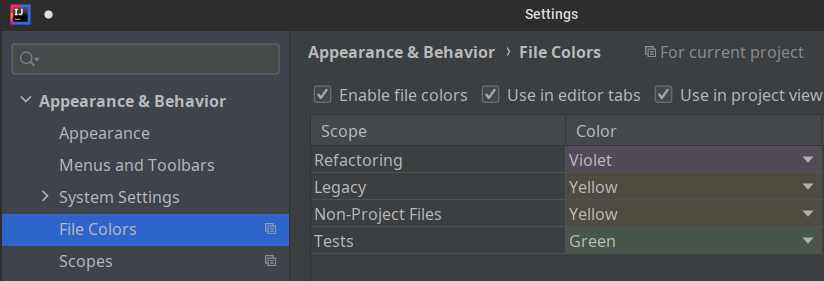 IJ
Settings
Appearance & Behavior
Appearance
Menus and Toolbars
System Settings
File Colors
Scopes
Appearance & Behavior › File Colors For current project
Enable file colors Use in editor tabs Use in project view
Scope Color
Refactoring Violet
Legacy Yellow
Non-Project Files Yellow
Tests Green